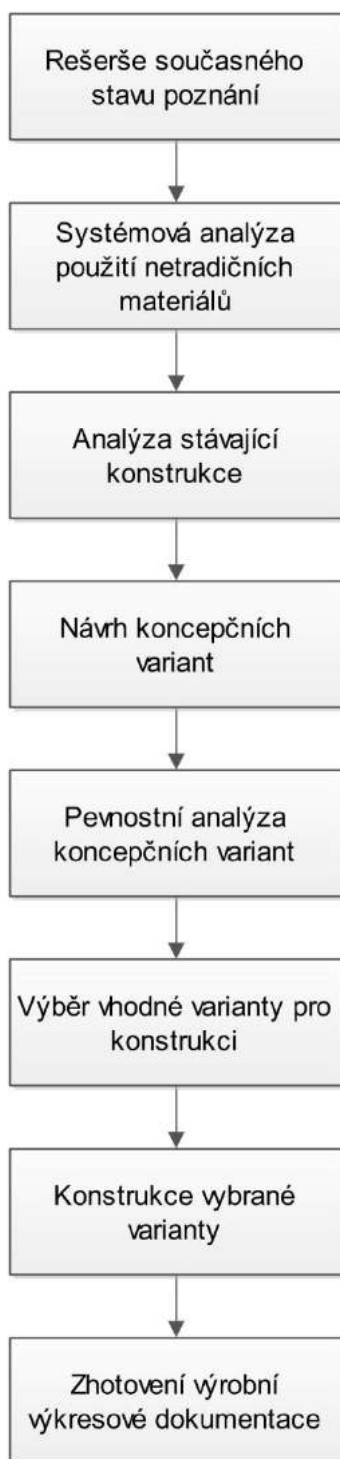 Rešerše současného
stavu poznání
Systémová analýza
použití netradičních
materiálů
Analýza stávající
konstrukce
Návrh koncepčních
variant
Pevnostní analýza
koncepčních variant
Výběr vhodné varianty pro
konstrukci
Konstrukce vybrané
varianty
Zhotovení výrobní
výkresové dokumentace